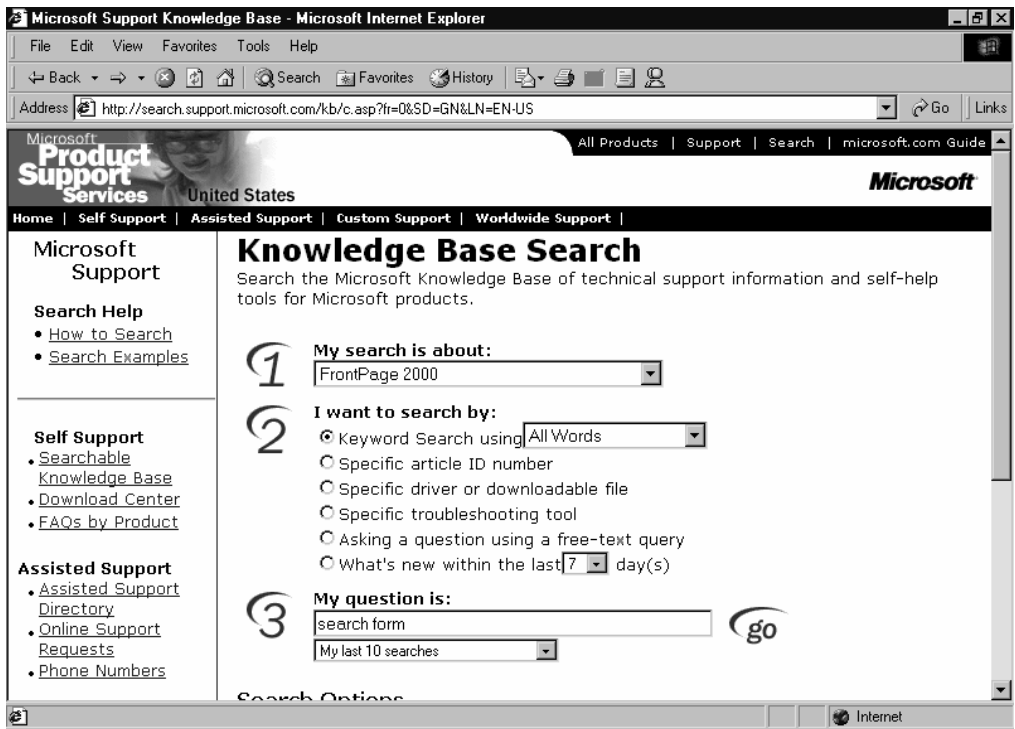 Microsoft Support Knowledge Base - Microsoft Internet Explorer
File Edit View Favorites Tools Help
Back Search Favorites History
Address http://search.support.microsoft.com/kb/c.asp?fr=0&SD=GN&LN=EN-US Go Links
Microsoft
Product
Support
Services
United States
All Products | Support | Search | microsoft.com Guide
Microsoft
Home | Self Support | Assisted Support | Custom Support | Worldwide Support |
Microsoft
Support
Search Help
• How to Search
• Search Examples
Self Support
• Searchable
Knowledge Base
• Download Center
• FAQs by Product
Assisted Support
• Assisted Support
Directory
• Online Support
Requests
• Phone Numbers
Knowledge Base Search
Search the Microsoft Knowledge Base of technical support information and self-help
tools for Microsoft products.
1 My search is about:
FrontPage 2000
2 I want to search by:
Keyword Search using All Words
Specific article ID number
Specific driver or downloadable file
Specific troubleshooting tool
Asking a question using a free-text query
What's new within the last 7 day(s)
3 My question is:
search form
go
My last 10 searches
Search Options
Internet